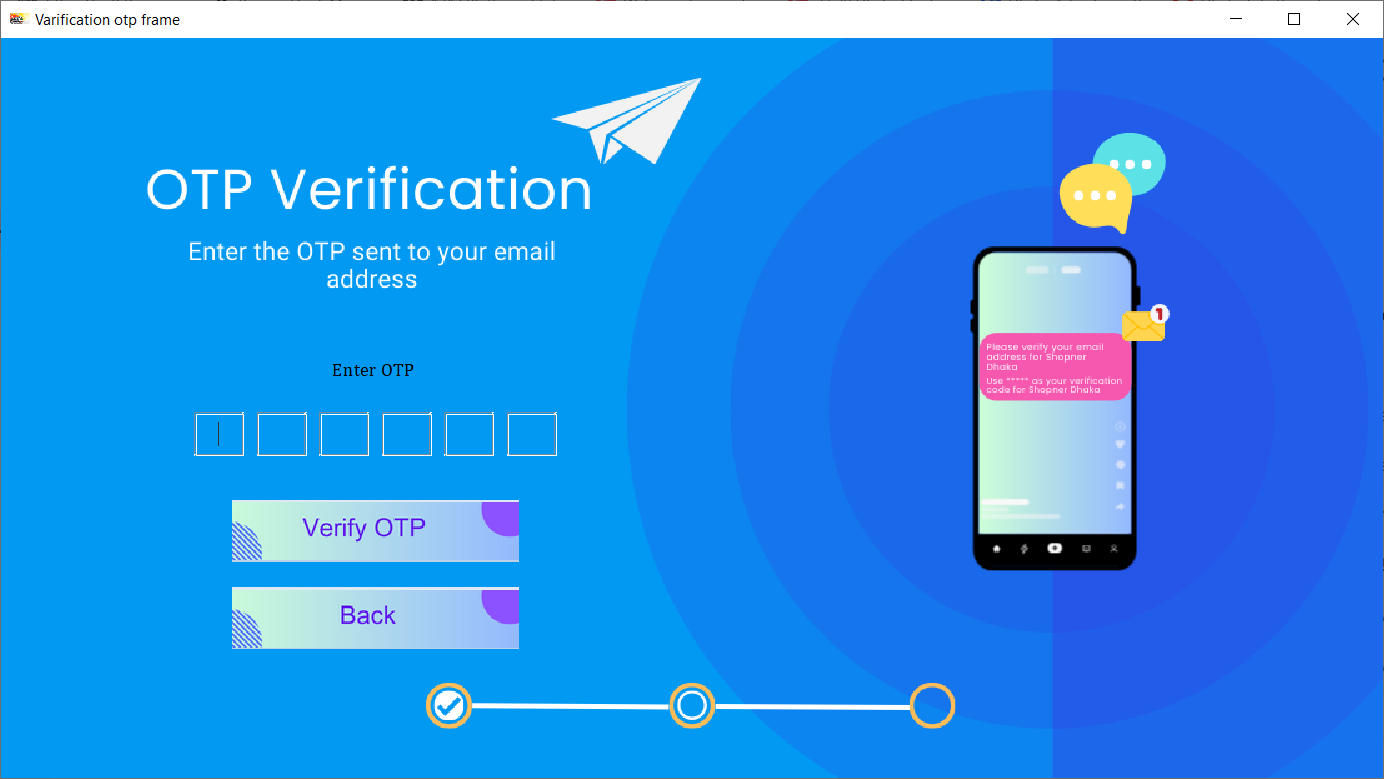 Varification otp frame
OTP Verification
Enter the OTP sent to your email
address
Enter OTP
Verify OTP
Back
1
Please verify your email
address for Shopner
Dhaka
Use ***** as your verification
code for Shopner Dhaka